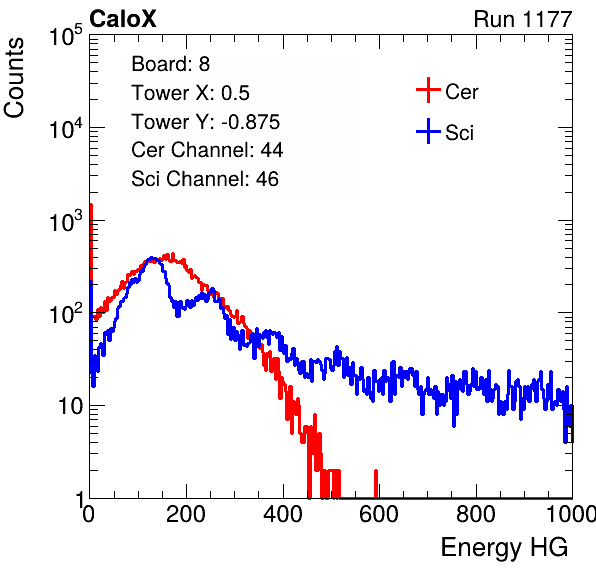 CaloX Run 1177
Counts
10^5
10^4
10^3
10^2
10
1
Board: 8
Tower X: 0.5
Tower Y: -0.875
Cer Channel: 44
Sci Channel: 46
Cer
Sci
0 200 400 600 800 1000
Energy HG